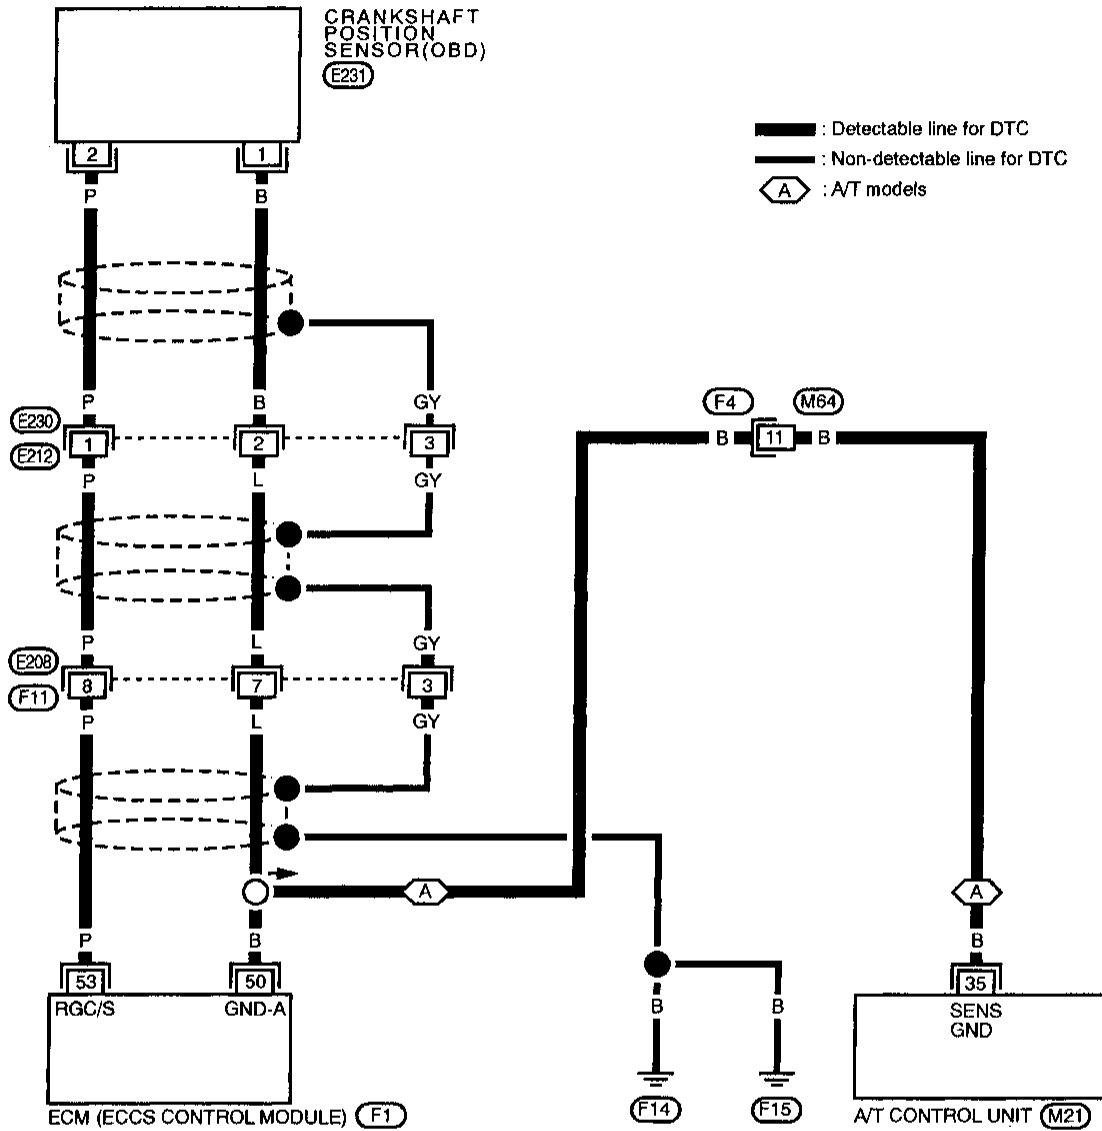 CRANKSHAFT
POSITION
SENSOR(OBD)
E231
2
1
P
B
: Detectable line for DTC
: Non-detectable line for DTC
A : A/T models
P
B
GY
E230
1
2
3
E212
P
L
GY
F4
M64
B
11
B
P
L
GY
E208
8
7
3
F11
P
L
GY
A
A
P
B
B
53
50
35
RGC/S
GND-A
SENS
GND
B
B
F14
F15
ECM (ECCS CONTROL MODULE) F1
A/T CONTROL UNIT M21